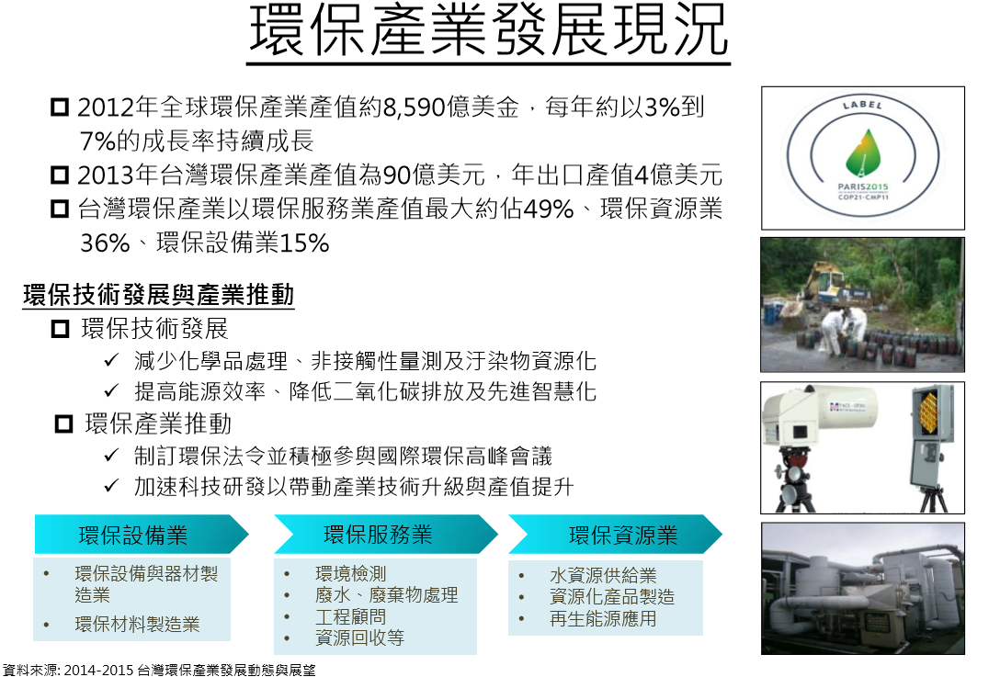 環保產業發展現況
2012年全球環保產業產值約8,590億美金，每年約以3%到
7%的成長率持續成長
2013年台灣環保產業產值為90億美元，年出口產值4億美元
台灣環保產業以環保服務業產值最大約佔49%、環保資源業
36%、環保設備業15%
環保技術發展與產業推動
環保技術發展
減少化學品處理、非接觸性量測及汙染物資源化
提高能源效率、降低二氧化碳排放及先進智慧化
環保產業推動
制訂環保法令並積極參與國際環保高峰會議
加速科技研發以帶動產業技術升級與產值提升
環保設備業
環保設備與器材製
造業
環保材料製造業
環保服務業
環境檢測
廢水、廢棄物處理
工程顧問
資源回收等
環保資源業
水資源供給業
資源化產品製造
再生能源應用
LABEL
PARIS2015
COP21·CMP11
資料來源: 2014-2015 台灣環保產業發展動態與展望